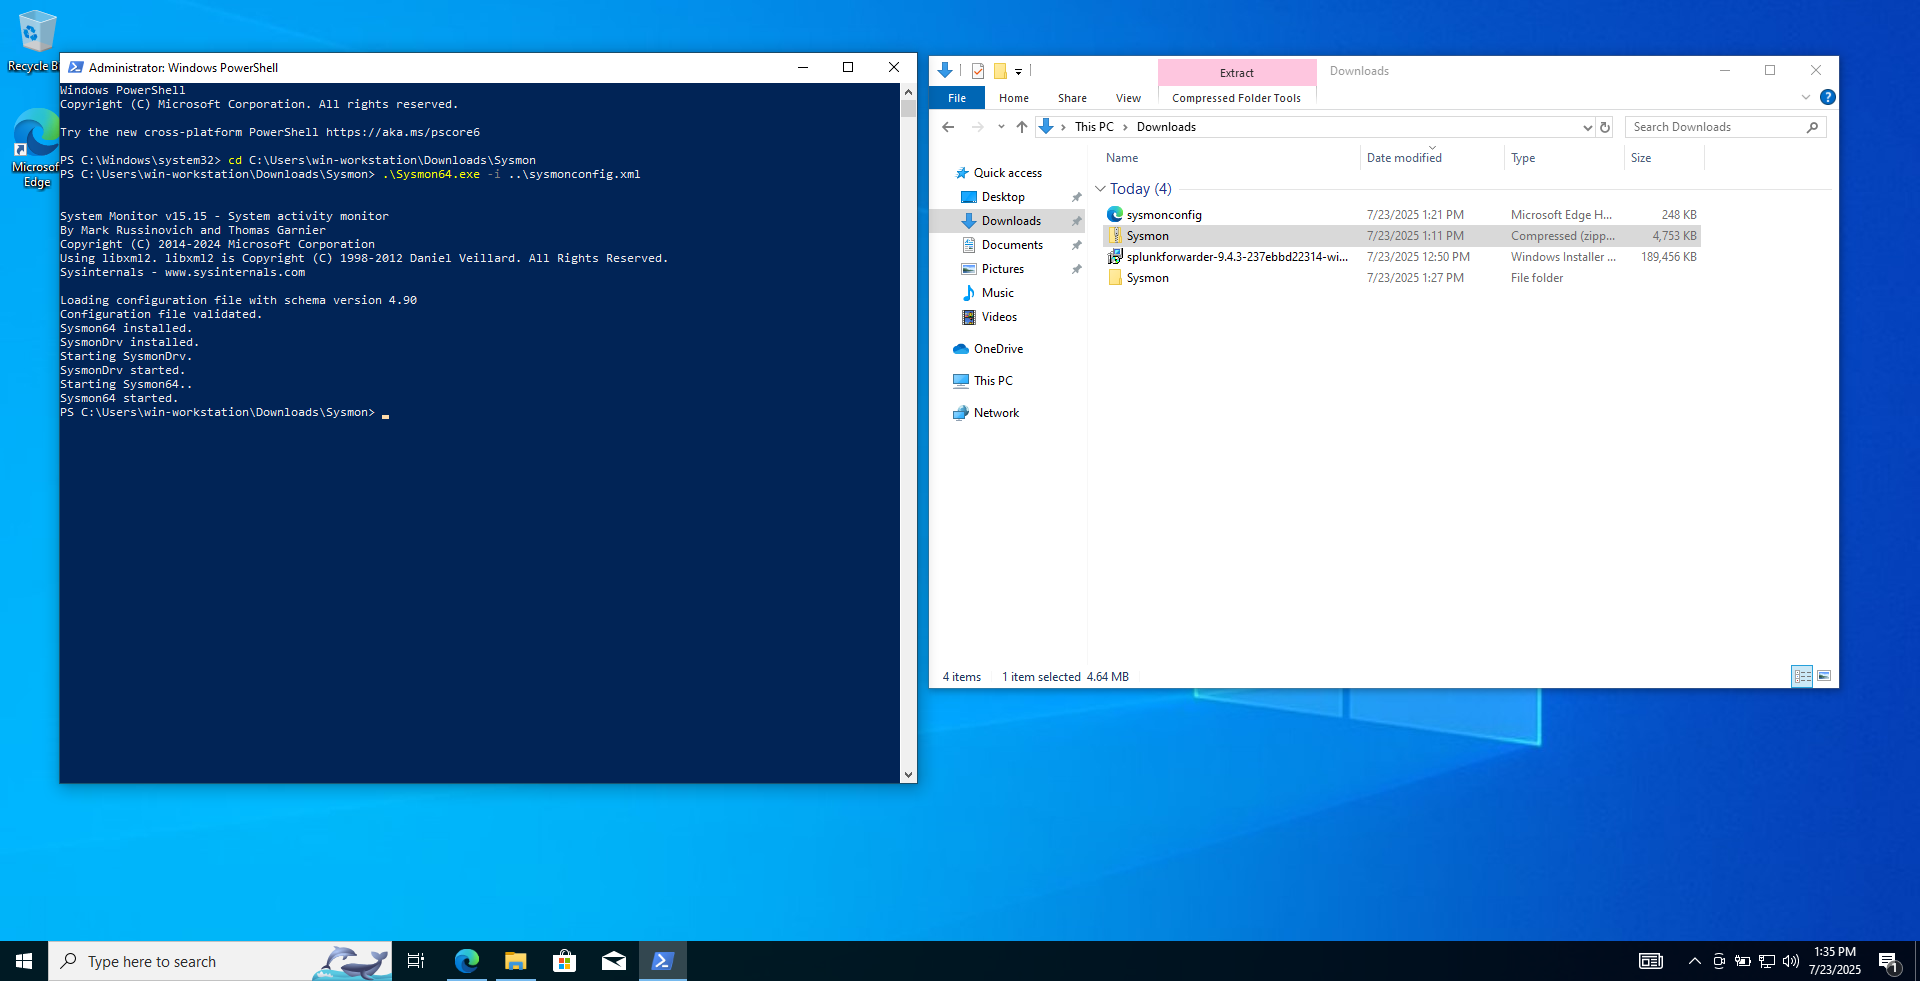 Recycle B
Microsof
Edge
Administrator: Windows PowerShell
Windows PowerShell
Copyright (C) Microsoft Corporation. All rights reserved.
Try the new cross-platform PowerShell https://aka.ms/pscore6
PS C:\Windows\system32> cd C:\Users\win-workstation\Downloads\Sysmon
PS C:\Users\win-workstation\Downloads\Sysmon> .\Sysmon64.exe -i ..\sysmonconfig.xml
System Monitor v15.15 - System activity monitor
By Mark Russinovich and Thomas Garnier
Copyright (C) 2014-2024 Microsoft Corporation
Using libxml2. libxml2 is Copyright (C) 1998-2012 Daniel Veillard. All Rights Reserved.
Sysinternals - www.sysinternals.com
Loading configuration file with schema version 4.90
Configuration file validated.
Sysmon64 installed.
SysmonDrv installed.
Starting SysmonDrv.
SysmonDrv started.
Starting Sysmon64..
Sysmon64 started.
PS C:\Users\win-workstation\Downloads\Sysmon>
Extract
Downloads
File Home Share View Compressed Folder Tools
This PC > Downloads
Search Downloads
Quick access
Desktop
Downloads
Documents
Pictures
Music
Videos
OneDrive
This PC
Network
Name Date modified Type Size
Today (4)
sysmonconfig 7/23/2025 1:21 PM Microsoft Edge H... 248 KB
Sysmon 7/23/2025 1:11 PM Compressed (zipp... 4,753 KB
splunkforwarder-9.4.3-237ebbd22314-wi... 7/23/2025 12:50 PM Windows Installer ... 189,456 KB
Sysmon 7/23/2025 1:27 PM File folder
4 items 1 item selected 4.64 MB
Type here to search
1:35 PM
7/23/2025
1